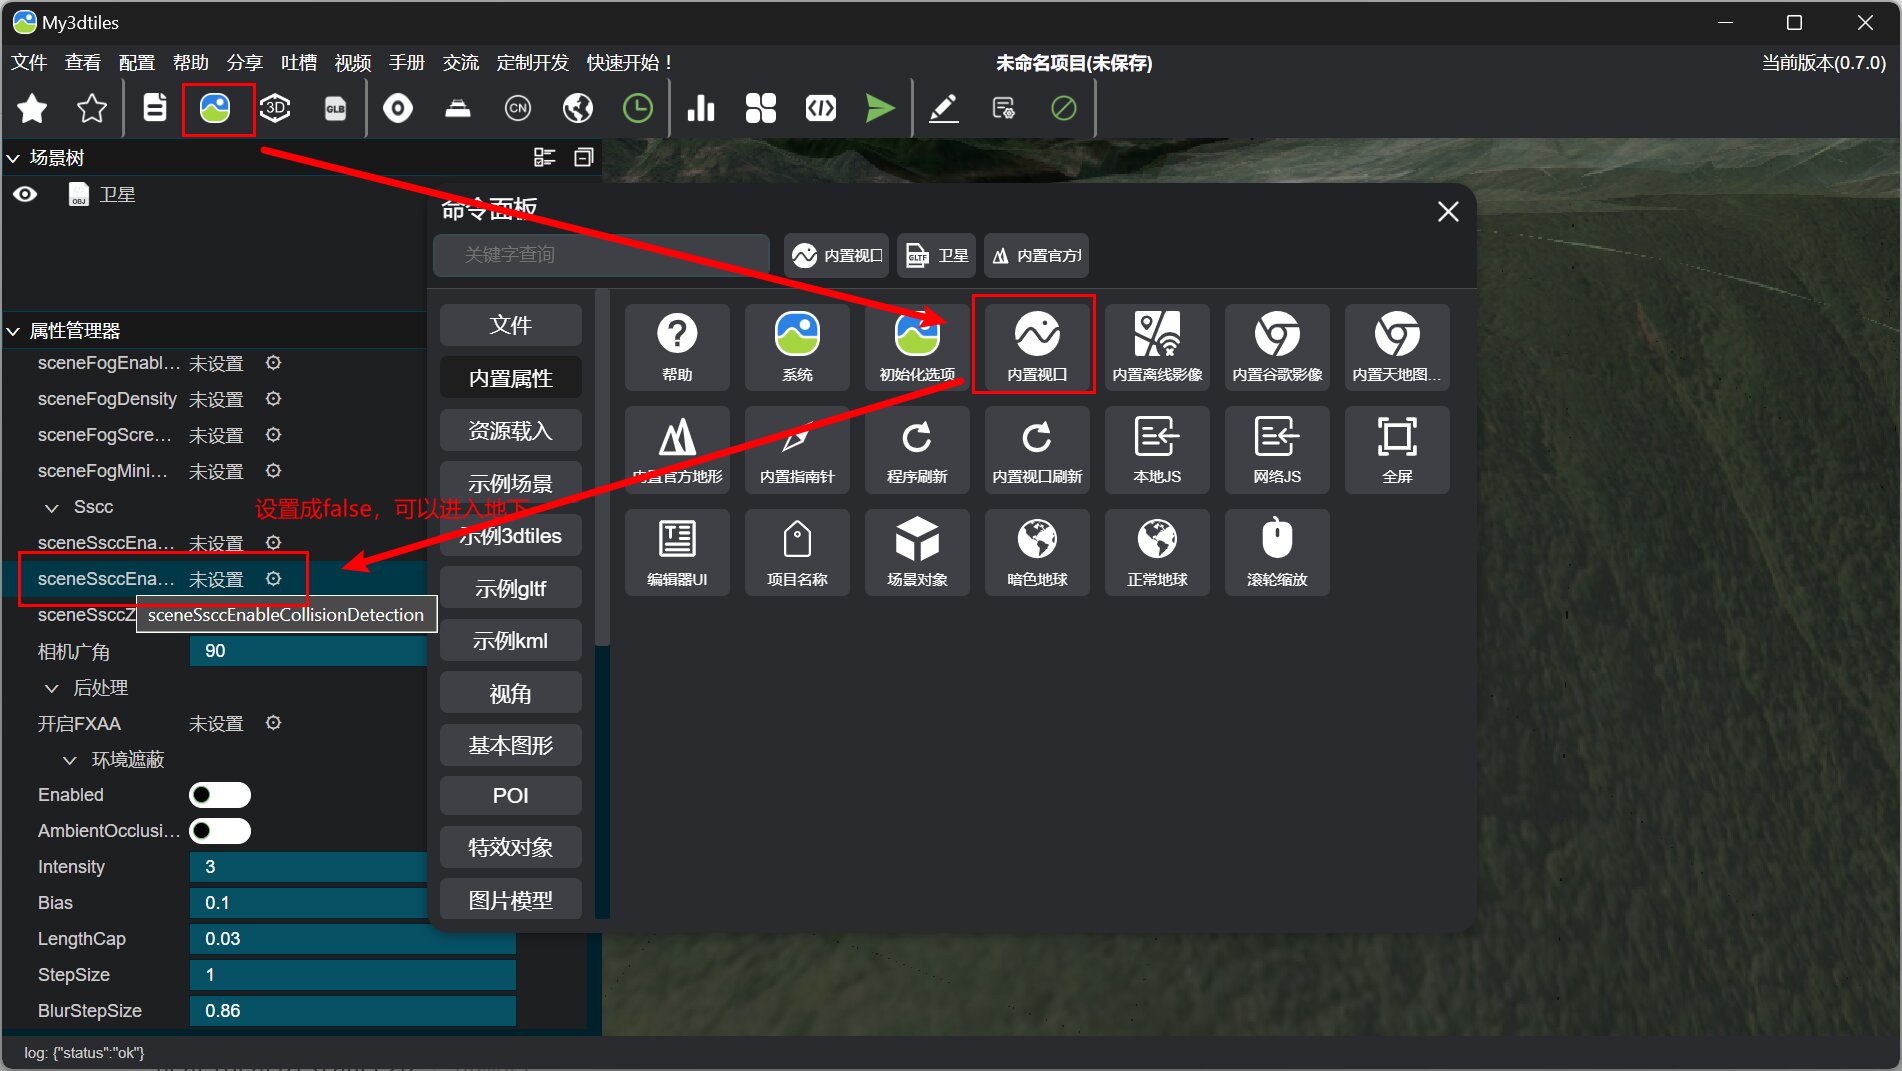 My3dtiles
文件 查看 配置 帮助 分享 吐槽 视频 手册 交流 定制开发 快速开始！
未命名项目(未保存)
当前版本(0.7.0)
3D GLB CN
场景树
OBJ 卫星
命令面板
关键字查询
内置视口
GLTF 卫星
内置官方
属性管理器
sceneFogEnabl... 未设置
sceneFogDensity 未设置
sceneFogScre... 未设置
sceneFogMini... 未设置
Sscc
sceneSsccEna... 未设置
sceneSsccEna... 未设置
sceneSsccZ
sceneSsccEnableCollisionDetection
设置成false，可以进入地下
相机广角 90
后处理
开启FXAA 未设置
环境遮蔽
Enabled
AmbientOcclusi...
Intensity 3
Bias 0.1
LengthCap 0.03
StepSize 1
BlurStepSize 0.86
文件
内置属性
资源载入
示例场景
示例3dtiles
示例gltf
示例kml
视角
基本图形
POI
特效对象
图片模型
帮助 系统 初始化选项 内置视口 内置离线影像 内置谷歌影像 内置天地图...
内置官方地形 内置指南针 程序刷新 内置视口刷新 本地JS 网络JS 全屏
编辑器UI 项目名称 场景对象 暗色地球 正常地球 滚轮缩放
log: {"status":"ok"}